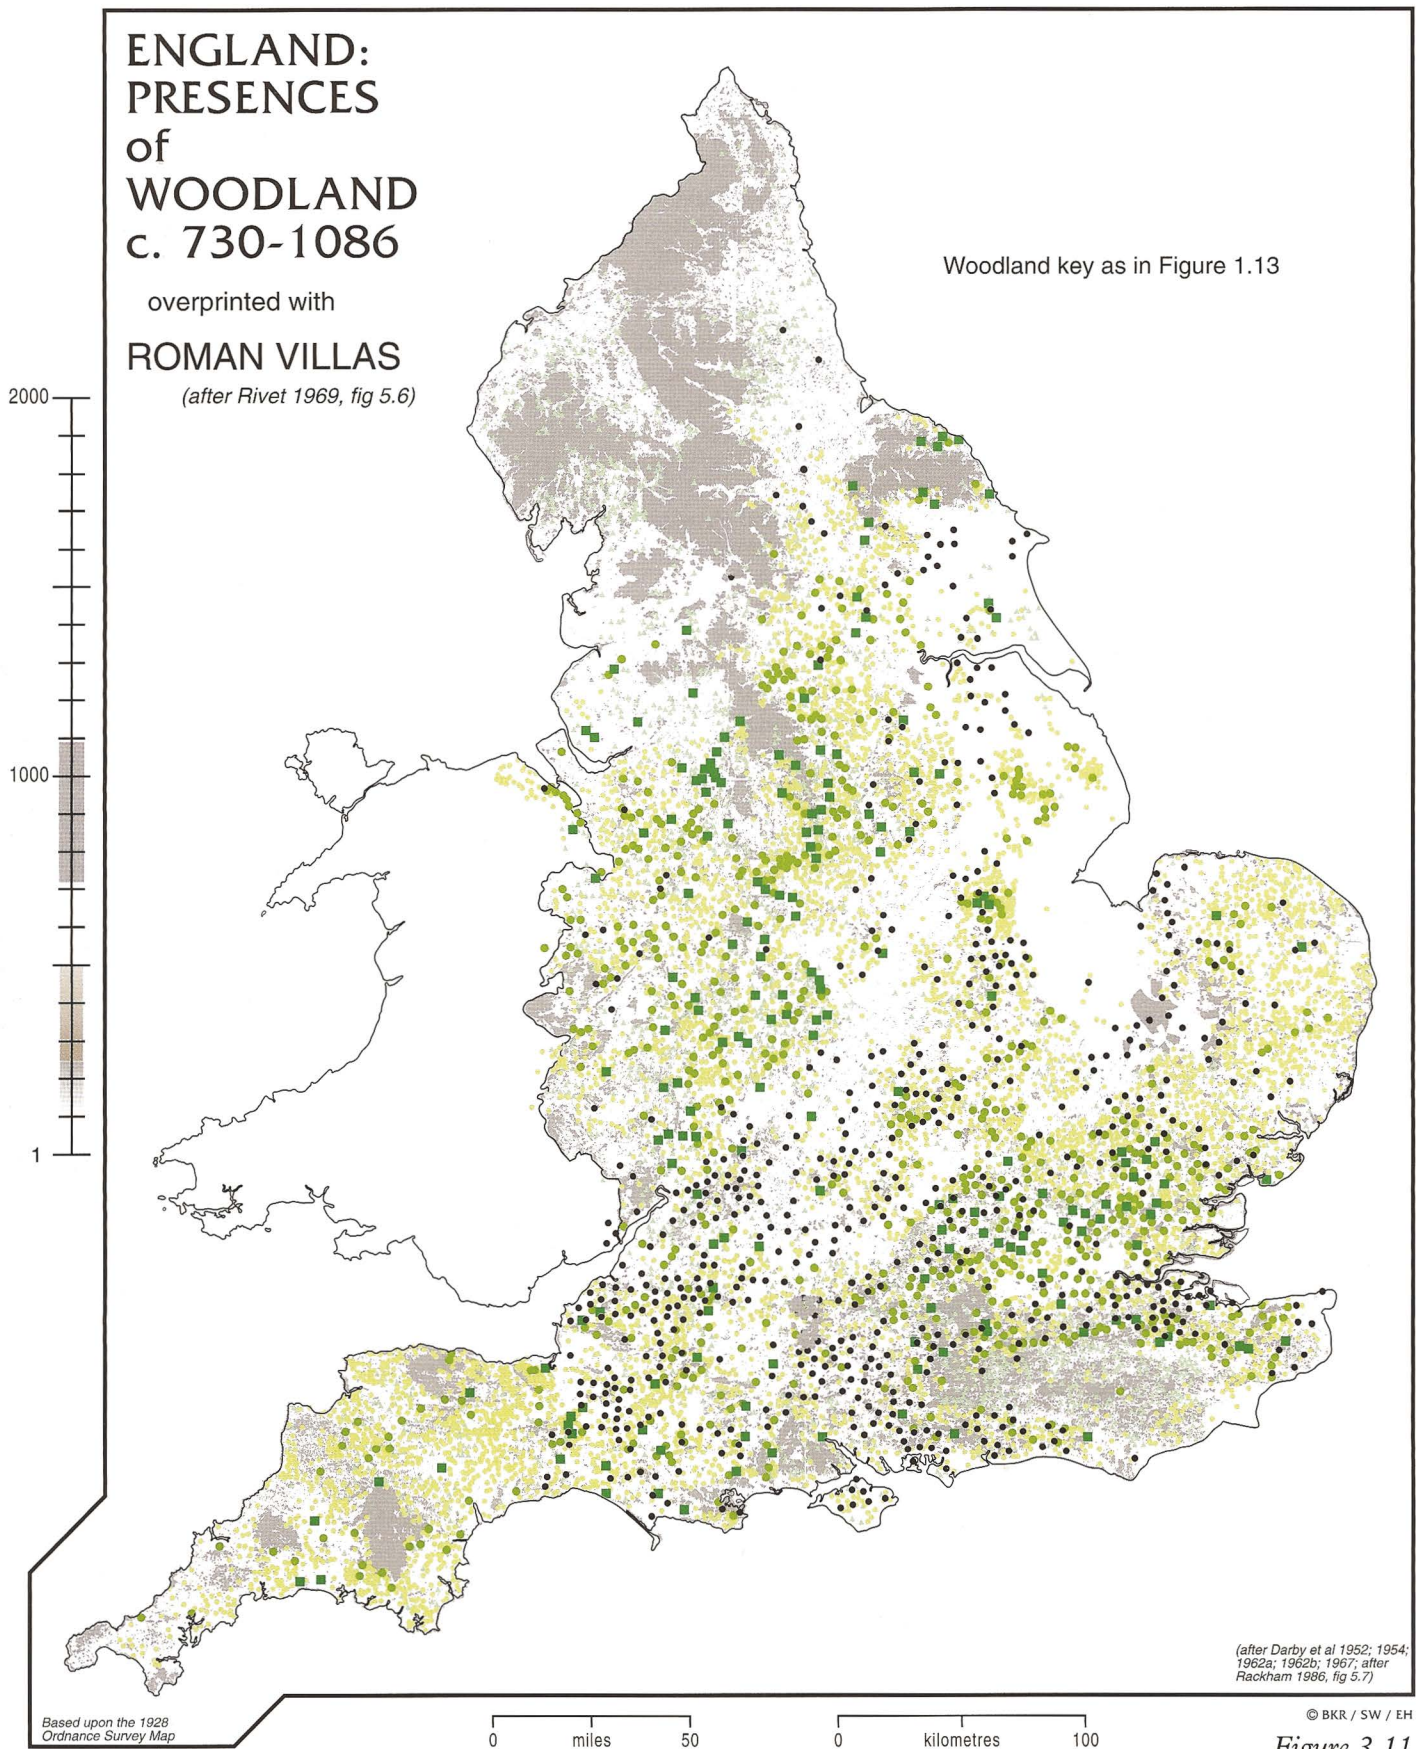 ENGLAND:
PRESENCES
of
WOODLAND
c. 730-1086
overprinted with
ROMAN VILLAS
(after Rivet 1969, fig 5.6)
Woodland key as in Figure 1.13
2000
1000
1
(after Darby et al 1952; 1954;
1962a; 1962b; 1967; after
Rackham 1986, fig 5.7)
Based upon the 1928
Ordnance Survey Map
0 miles 50
0 kilometres 100
© BKR / SW / EH
Figure 3.11